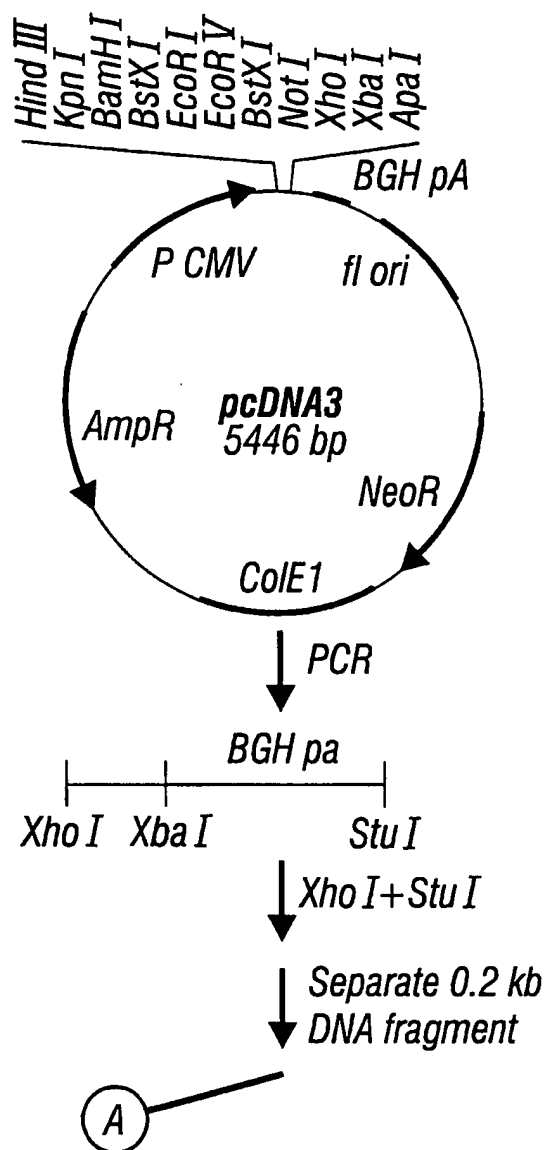 Hind III
Kpn I
BamH I
BstX I
EcoR I
EcoR V
BstX I
Not I
Xho I
Xba I
Apa I
BGH pA
P CMV
fl ori
AmpR
pcDNA3
5446 bp
NeoR
ColE1
PCR
BGH pa
Xho I Xba I Stu I
Xho I+Stu I
Separate 0.2 kb
DNA fragment
A